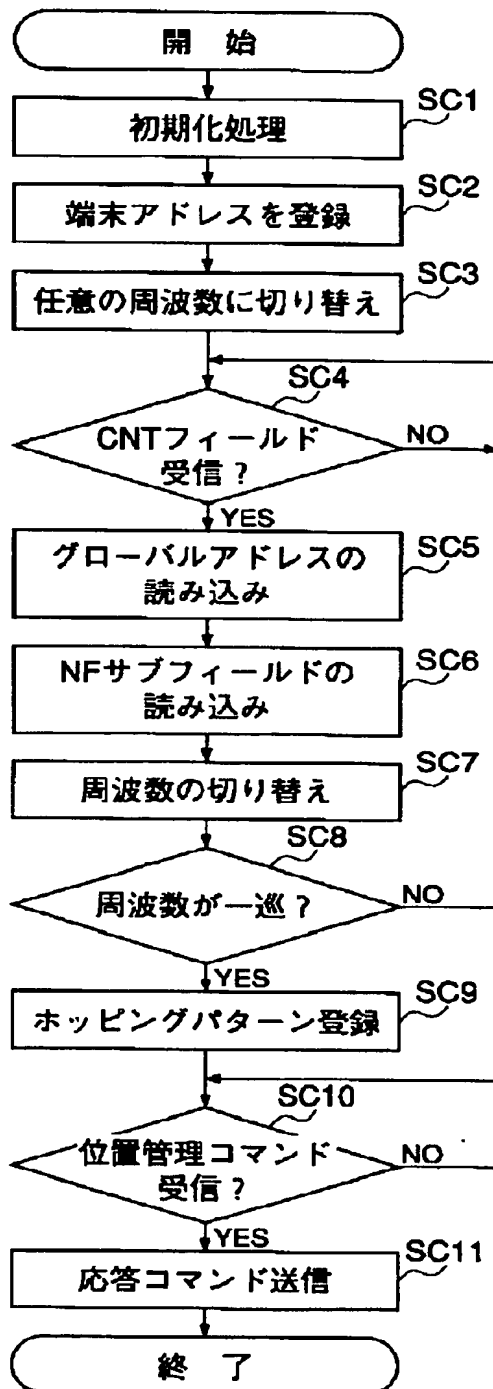 開 始
SC1
初期化処理
SC2
端末アドレスを登録
SC3
任意の周波数に切り替え
SC4
CNTフィールド
受信？
NO
YES
SC5
グローバルアドレスの
読み込み
SC6
NFサブフィールドの
読み込み
SC7
周波数の切り替え
SC8
周波数が一巡？
NO
YES
SC9
ホッピングパターン登録
SC10
位置管理コマンド
受信？
NO
YES
SC11
応答コマンド送信
終 了